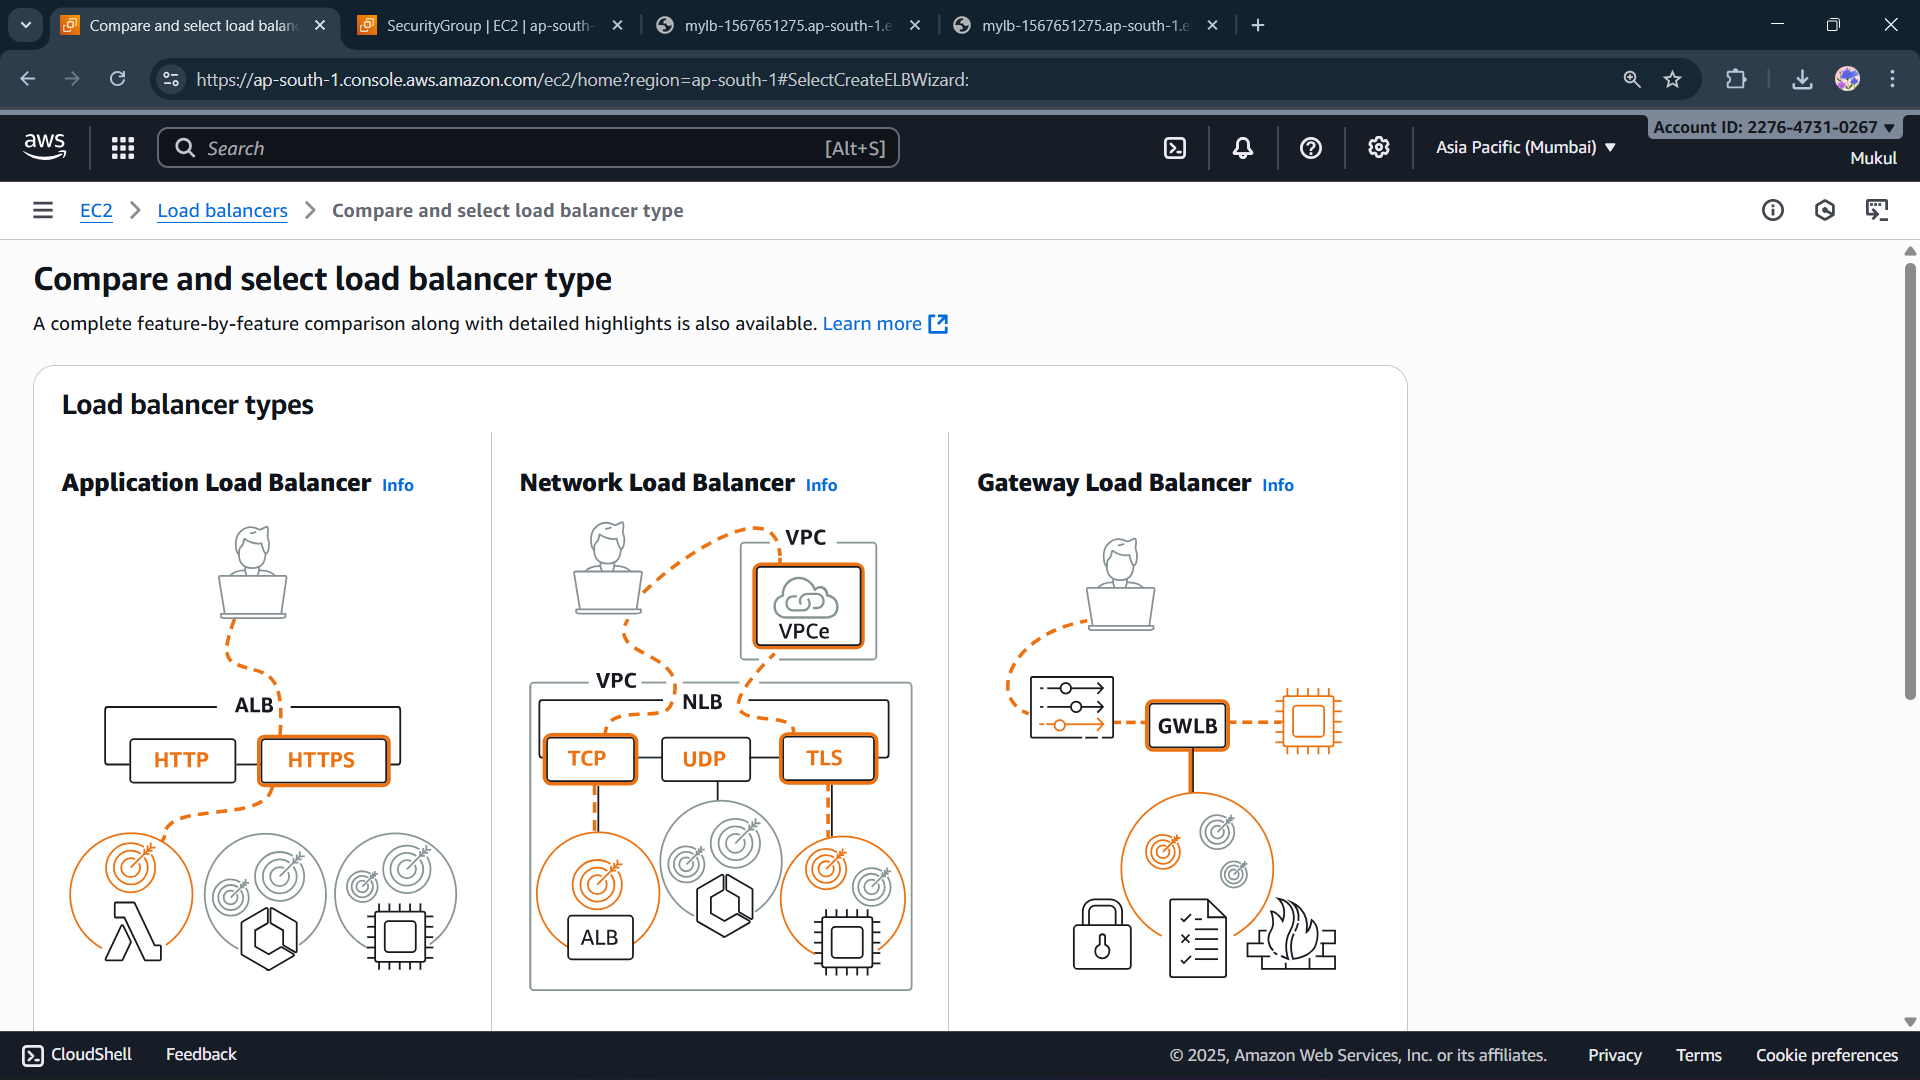 Compare and select load balan
SecurityGroup | EC2 | ap-south-
mylb-1567651275.ap-south-1.e
mylb-1567651275.ap-south-1.e
https://ap-south-1.console.aws.amazon.com/ec2/home?region=ap-south-1#SelectCreateELBWizard:
aws
Search
[Alt+S]
Asia Pacific (Mumbai)
Account ID: 2276-4731-0267
Mukul
EC2
Load balancers
Compare and select load balancer type
Compare and select load balancer type
A complete feature-by-feature comparison along with detailed highlights is also available. Learn more
Load balancer types
Application Load Balancer Info
ALB
HTTP
HTTPS
Network Load Balancer Info
VPC
VPCe
VPC
NLB
TCP
UDP
TLS
ALB
Gateway Load Balancer Info
GWLB
CloudShell
Feedback
© 2025, Amazon Web Services, Inc. or its affiliates.
Privacy
Terms
Cookie preferences